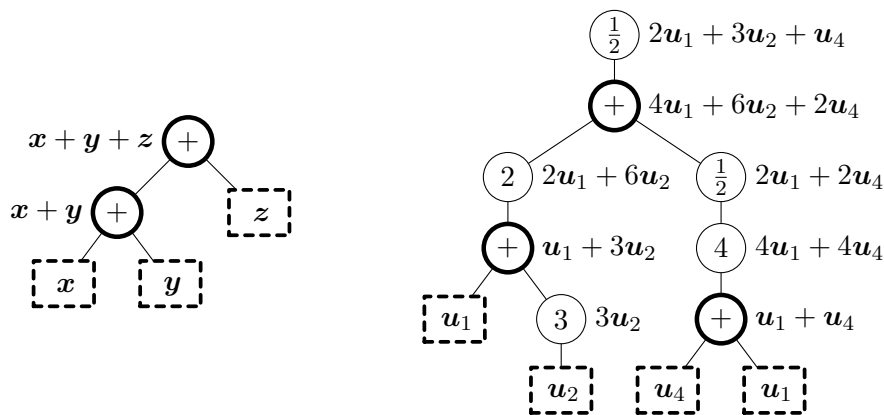 ½ 2u₁ + 3u₂ + u₄
+ 4u₁ + 6u₂ + 2u₄
x + y + z +
2 2u₁ + 6u₂ ½ 2u₁ + 2u₄
x + y + z
+ u₁ + 3u₂ 4 4u₁ + 4u₄
x y
u₁ 3 3u₂ + u₁ + u₄
u₂ u₄ u₁